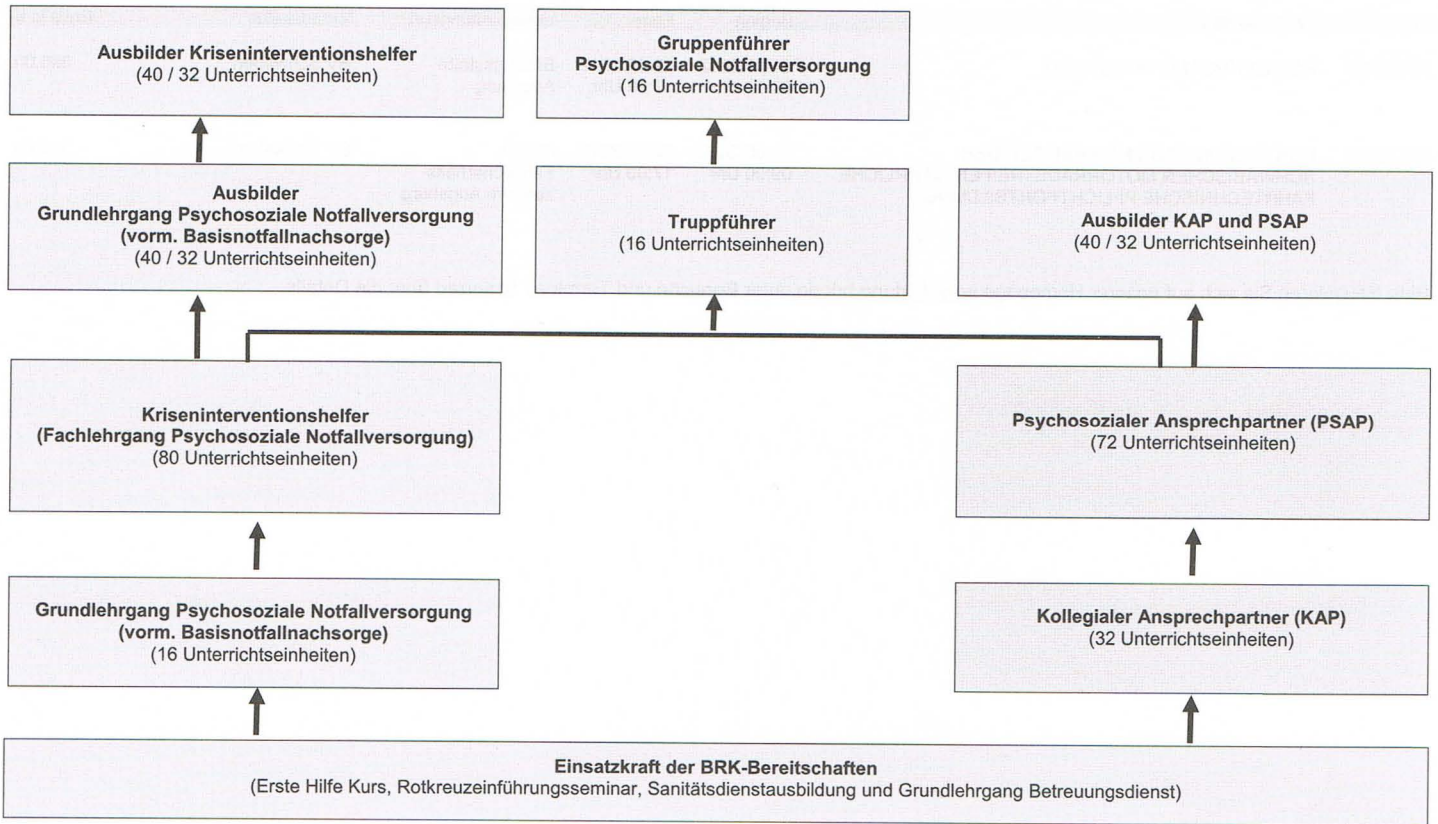 Ausbilder Kriseninterventionshelfer
(40 / 32 Unterrichtseinheiten)
Gruppenführer
Psychosoziale Notfallversorgung
(16 Unterrichtseinheiten)
Ausbilder
Grundlehrgang Psychosoziale Notfallversorgung
(vorm. Basisnotfallnachsorge)
(40 / 32 Unterrichtseinheiten)
Truppführer
(16 Unterrichtseinheiten)
Ausbilder KAP und PSAP
(40 / 32 Unterrichtseinheiten)
Kriseninterventionshelfer
(Fachlehrgang Psychosoziale Notfallversorgung)
(80 Unterrichtseinheiten)
Psychosozialer Ansprechpartner (PSAP)
(72 Unterrichtseinheiten)
Grundlehrgang Psychosoziale Notfallversorgung
(vorm. Basisnotfallnachsorge)
(16 Unterrichtseinheiten)
Kollegialer Ansprechpartner (KAP)
(32 Unterrichtseinheiten)
Einsatzkraft der BRK-Bereitschaften
(Erste Hilfe Kurs, Rotkreuzeinführungsseminar, Sanitätsdienstausbildung und Grundlehrgang Betreuungsdienst)